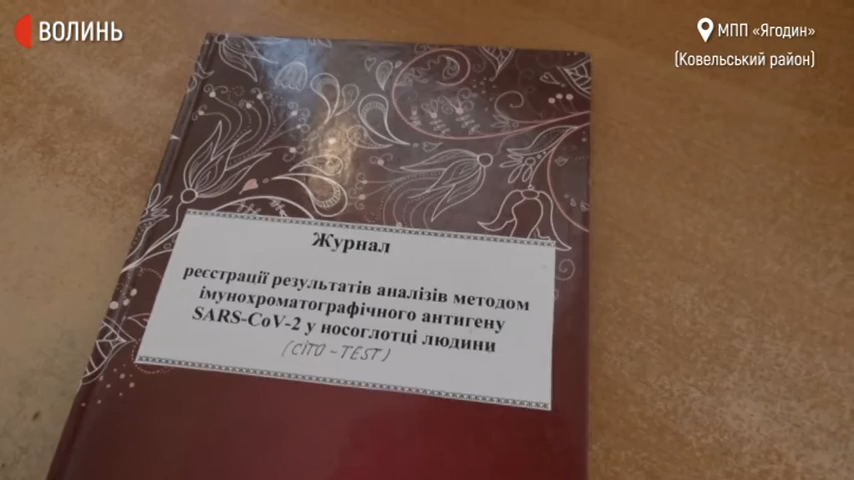 ВОЛИНЬ
МПП «Ягодин»
(Ковельський район)
Журнал
реєстрації результатів аналізів методом
імунохроматографічного антигену
SARS-CoV-2 у носоглотці людини
(CITO-TEST)